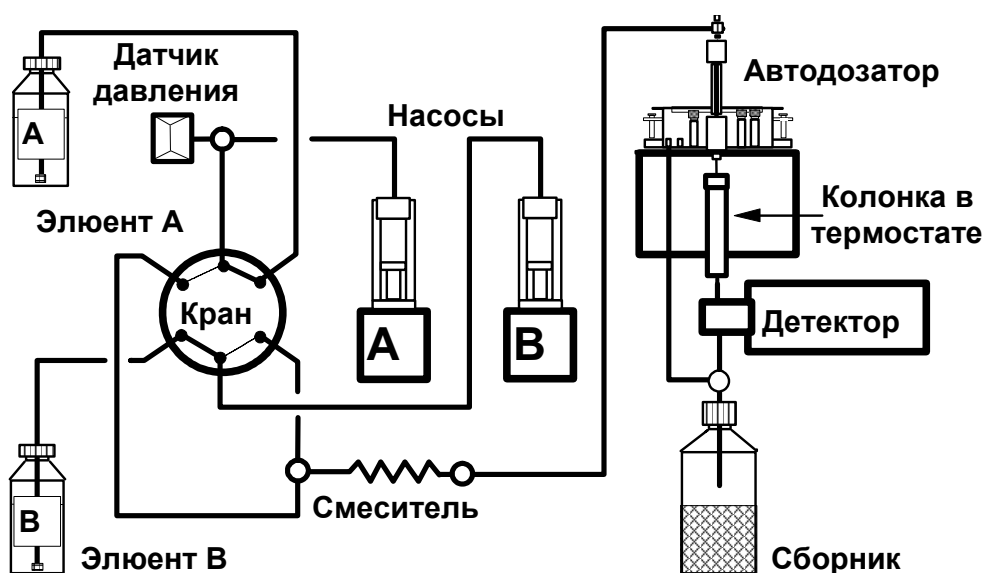 Датчик
давления
A
Насосы
Автодозатор
Элюент А
Колонка в
термостате
Кран
A
B
Детектор
B
Смеситель
Элюент В
Сборник